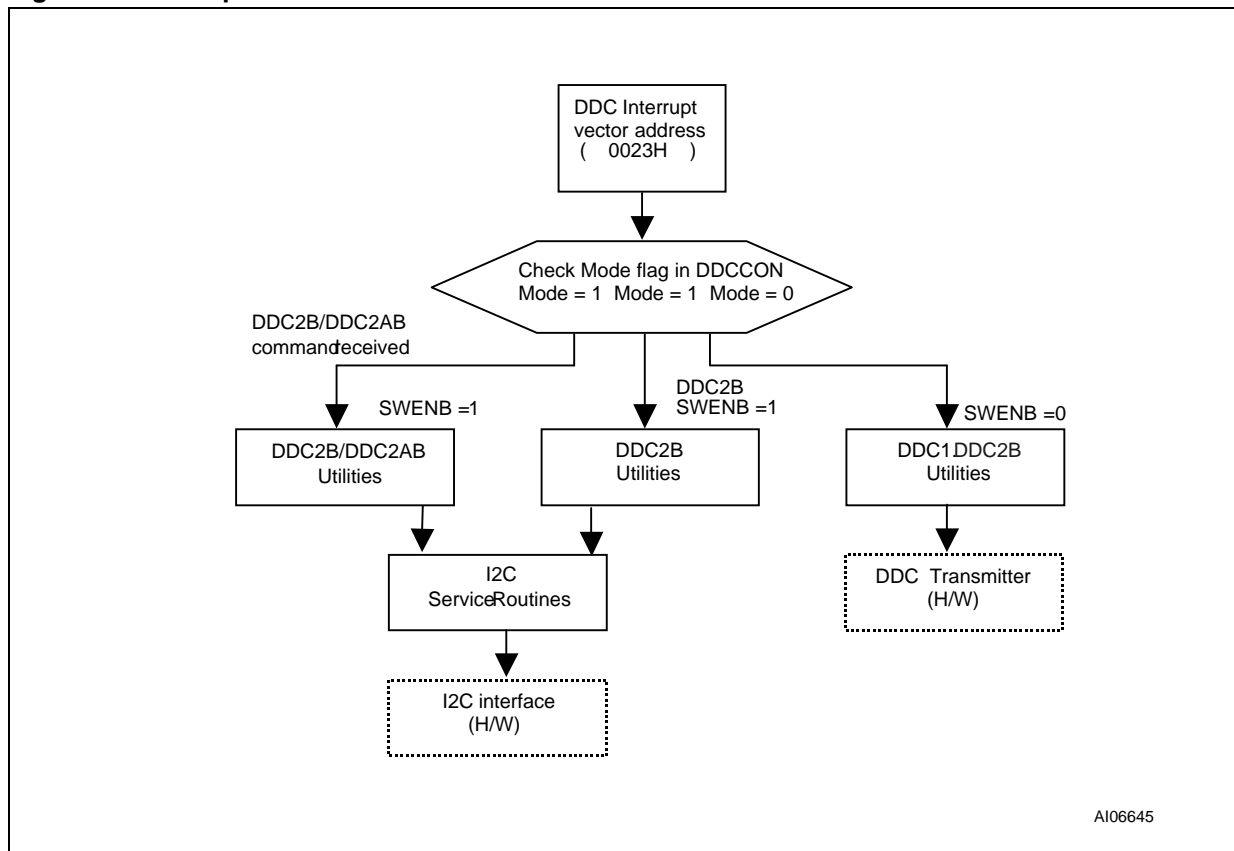 DDC Interrupt
vector address
( 0023H )
Check Mode flag in DDCCON
Mode = 1 Mode = 1 Mode = 0
DDC2B/DDC2AB
commandreceived
SWENB =1
DDC2B
SWENB =1
SWENB =0
DDC2B/DDC2AB
Utilities
DDC2B
Utilities
DDC1.DDC2B
Utilities
I2C
ServiceRoutines
DDC Transmitter
(H/W)
I2C interface
(H/W)
AI06645